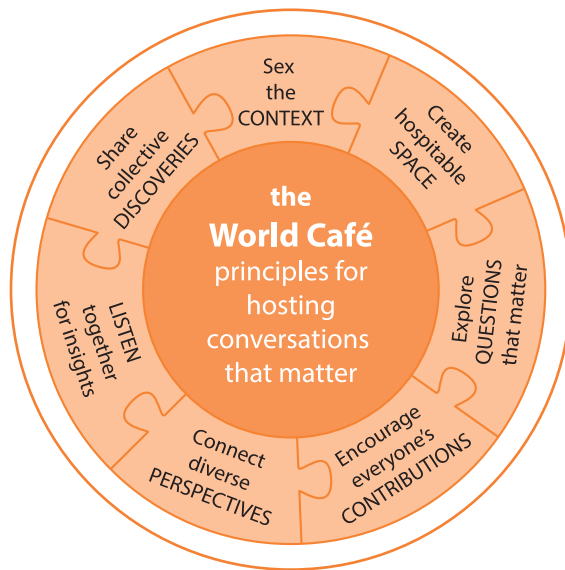 Sex
the
CONTEXT
Create
hospitable
SPACE
Explore
QUESTIONS
that matter
Encourage
everyone's
CONTRIBUTIONS
Connect
diverse
PERSPECTIVES
LISTEN
together
for insights
Share
collective
DISCOVERIES
the
World Café
principles for
hosting
conversations
that matter